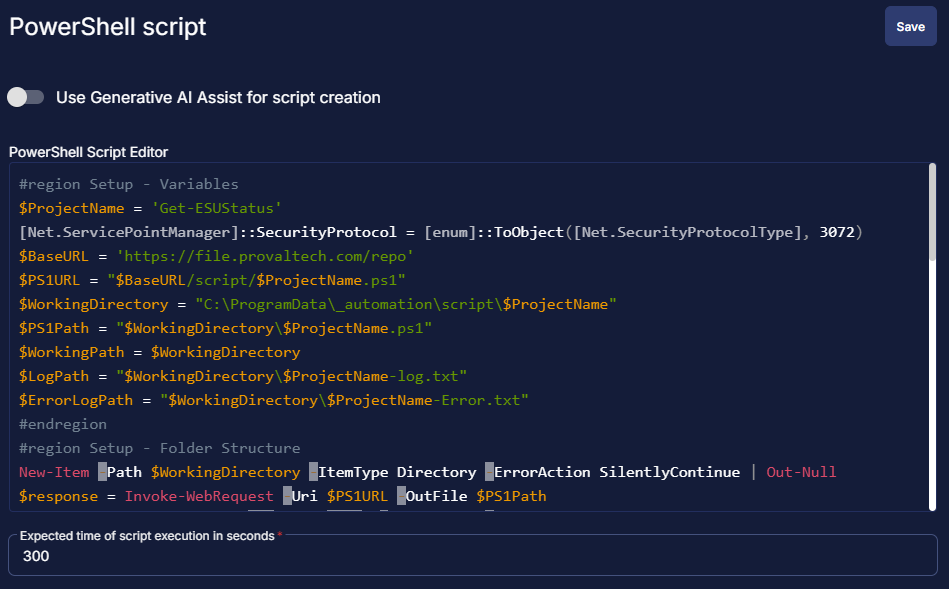 PowerShell script
Save
Use Generative AI Assist for script creation
PowerShell Script Editor
#region Setup - Variables
$ProjectName = 'Get-ESUStatus'
[Net.ServicePointManager]::SecurityProtocol = [enum]::ToObject([Net.SecurityProtocolType], 3072)
$BaseURL = 'https://file.provaltech.com/repo'
$PS1URL = "$BaseURL/script/$ProjectName.ps1"
$WorkingDirectory = "C:\ProgramData\_automation\script\$ProjectName"
$PS1Path = "$WorkingDirectory\$ProjectName.ps1"
$WorkingPath = $WorkingDirectory
$LogPath = "$WorkingDirectory\$ProjectName-log.txt"
$ErrorLogPath = "$WorkingDirectory\$ProjectName-Error.txt"
#endregion
#region Setup - Folder Structure
New-Item -Path $WorkingDirectory -ItemType Directory -ErrorAction SilentlyContinue | Out-Null
$response = Invoke-WebRequest -Uri $PS1URL -OutFile $PS1Path
Expected time of script execution in seconds *
300